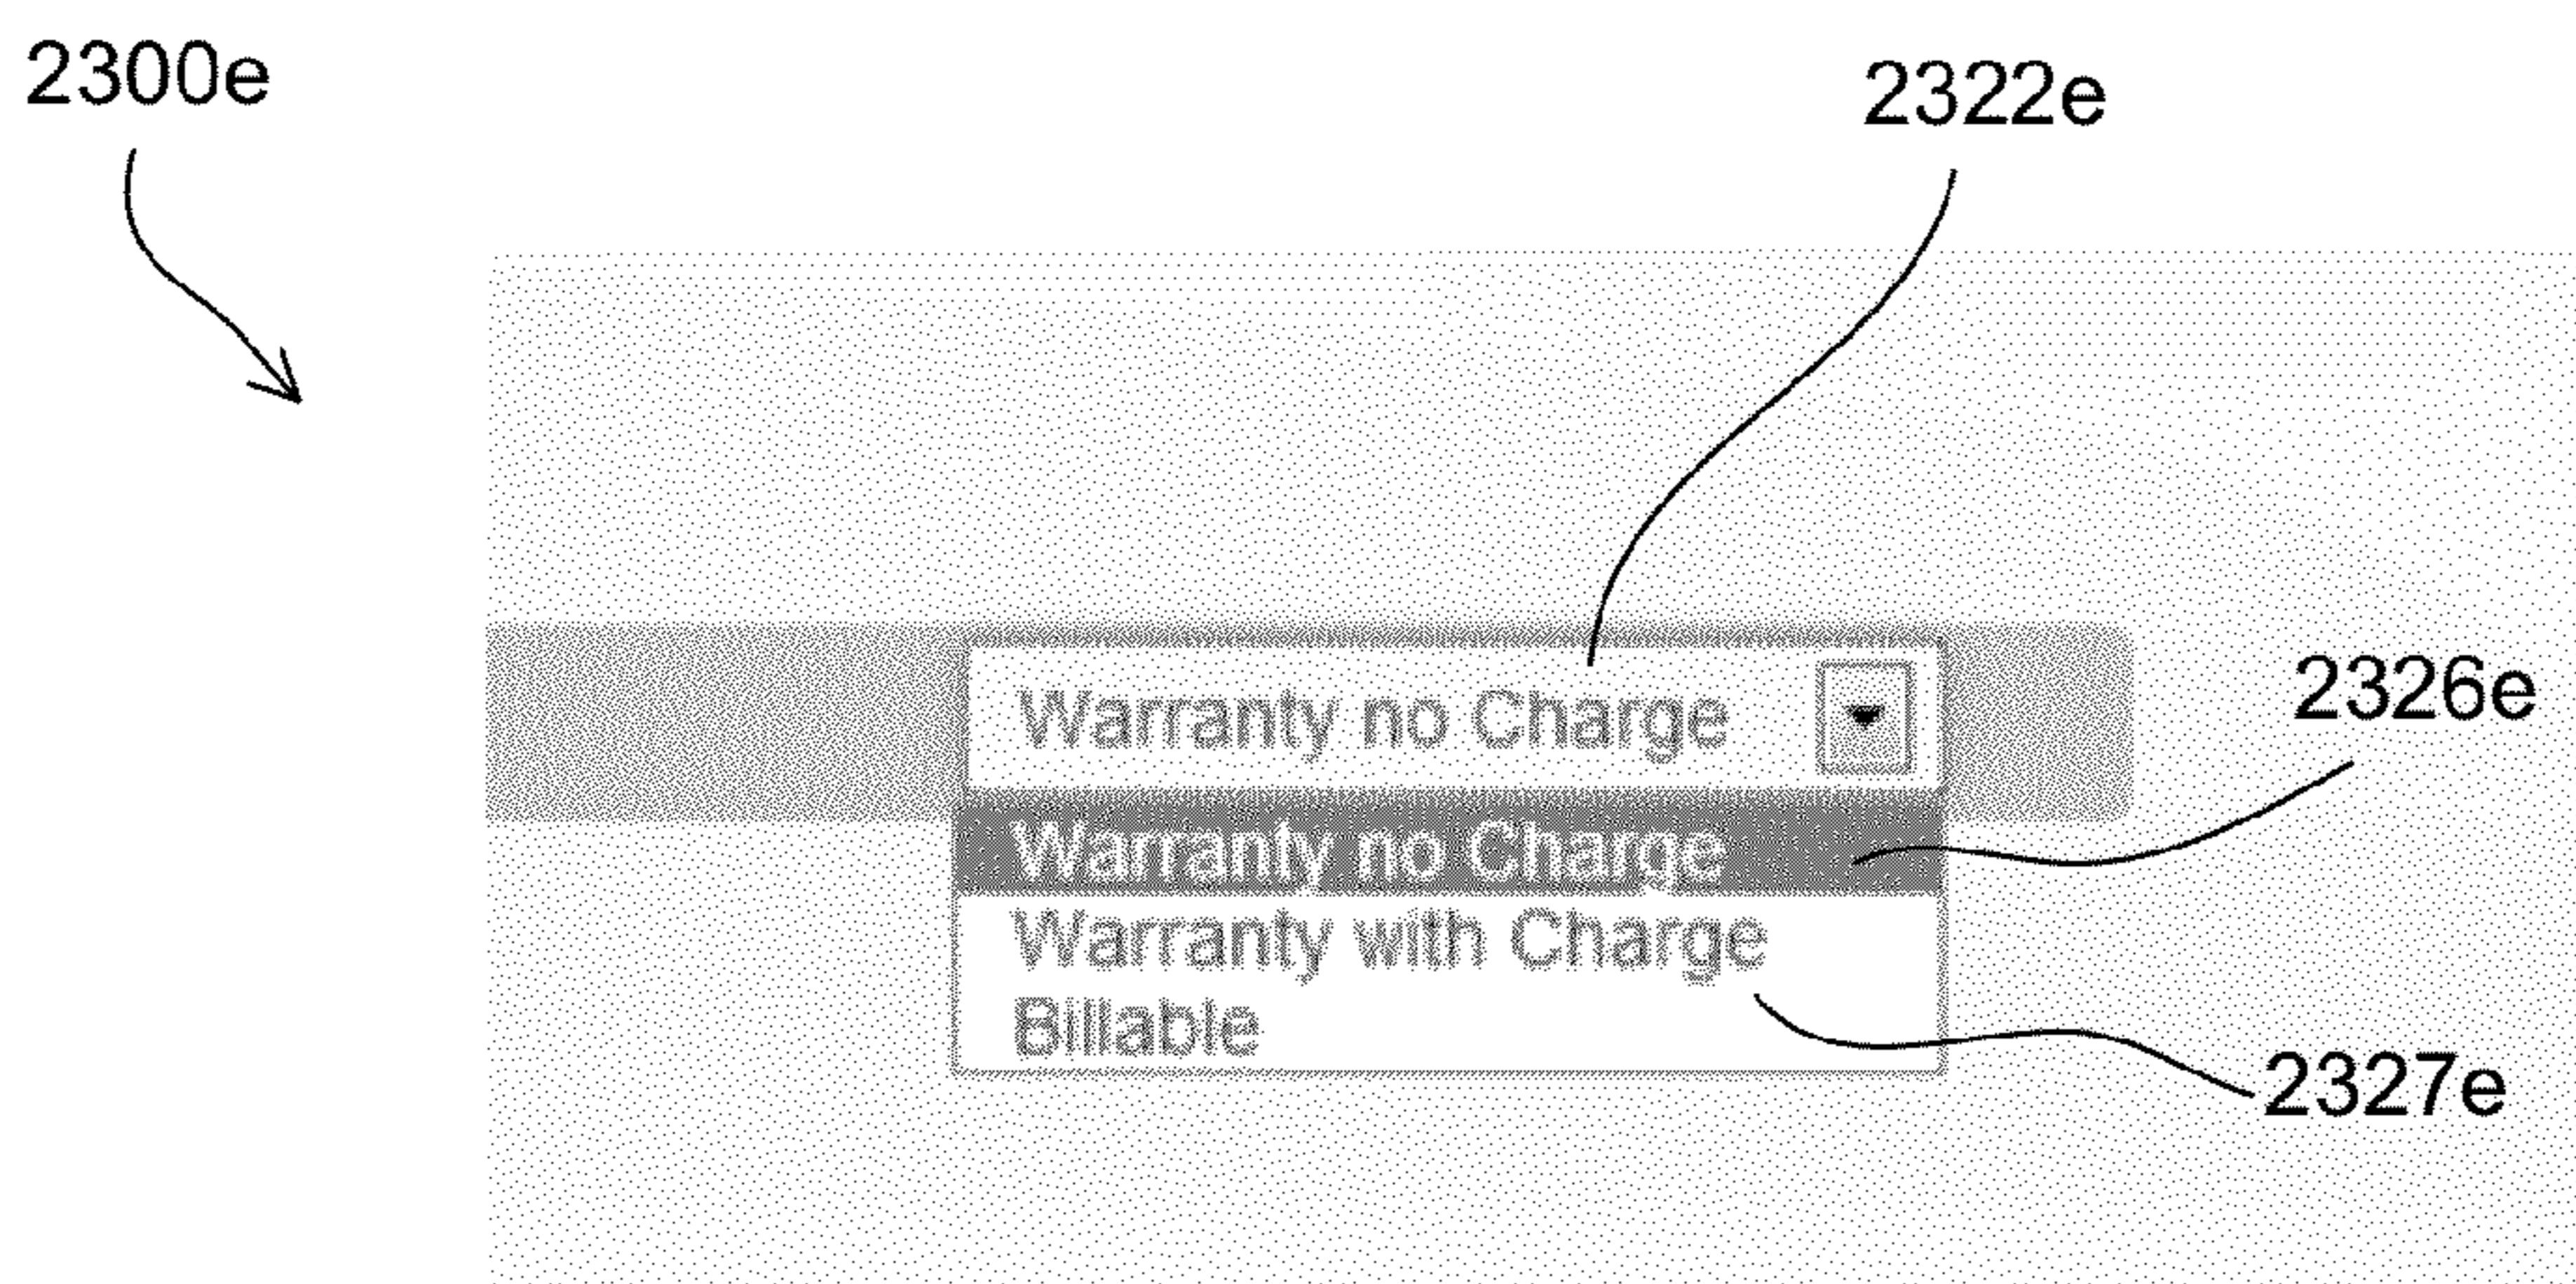 2300e
2322e
Warranty no Charge
2326e
Warranty no Charge
Warranty with Charge
Billable
2327e